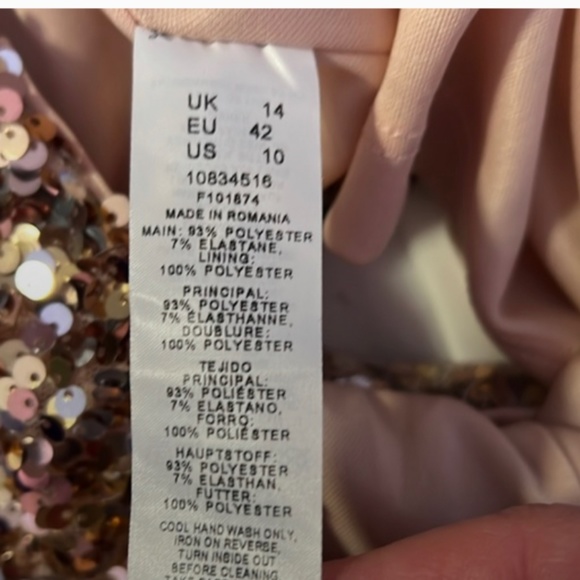 UK 14
EU 42
US 10
10834516
F101674
MADE IN ROMANIA
MAIN: 93% POLYESTER
7% ELASTANE,
LINING:
100% POLYESTER
PRINCIPAL:
93% POLYESTER
7% ÉLASTHANNE,
DOUBLURE:
100% POLYESTER
TEJIDO
PRINCIPAL:
93% POLIÉSTER
7% ELASTANO,
FORRO:
100% POLIÉSTER
HAUPTSTOFF:
93% POLYESTER
7% ELASTHAN,
FUTTER:
100% POLYESTER
COOL HAND WASH ONLY,
IRON ON REVERSE,
TURN INSIDE OUT
BEFORE CLEANING